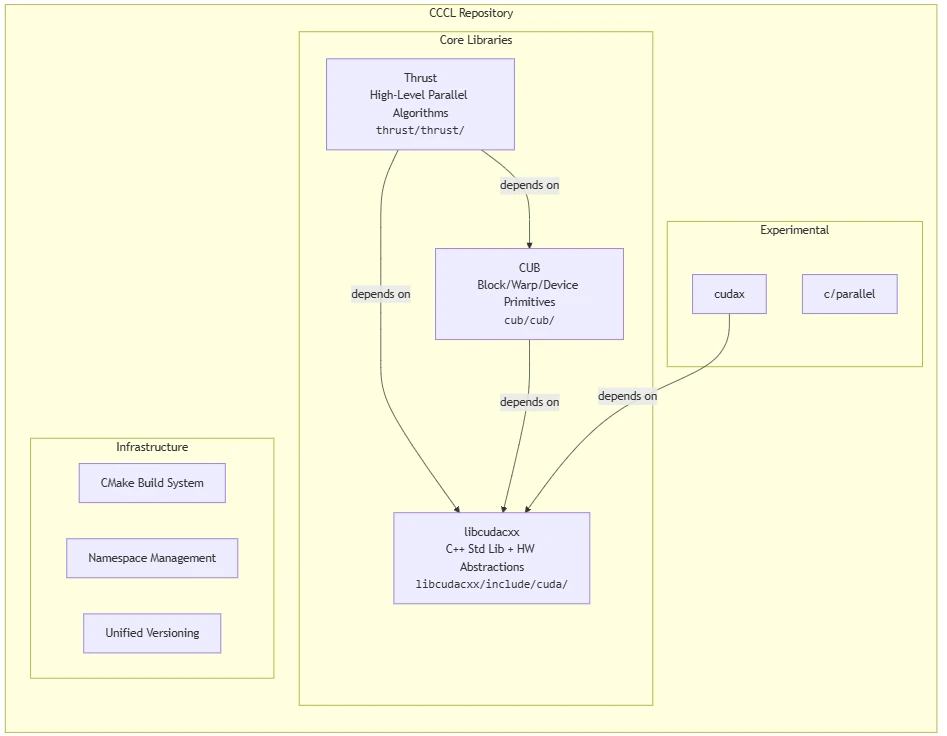 CCCL Repository
Core Libraries
Thrust
High-Level Parallel
Algorithms
thrust/thrust/
depends on
CUB
Block/Warp/Device
Primitives
cub/cub/
depends on
depends on
libcudacxx
C++ Std Lib + HW
Abstractions
libcudacxx/include/cuda/
Experimental
cudax
c/parallel
depends on
Infrastructure
CMake Build System
Namespace Management
Unified Versioning